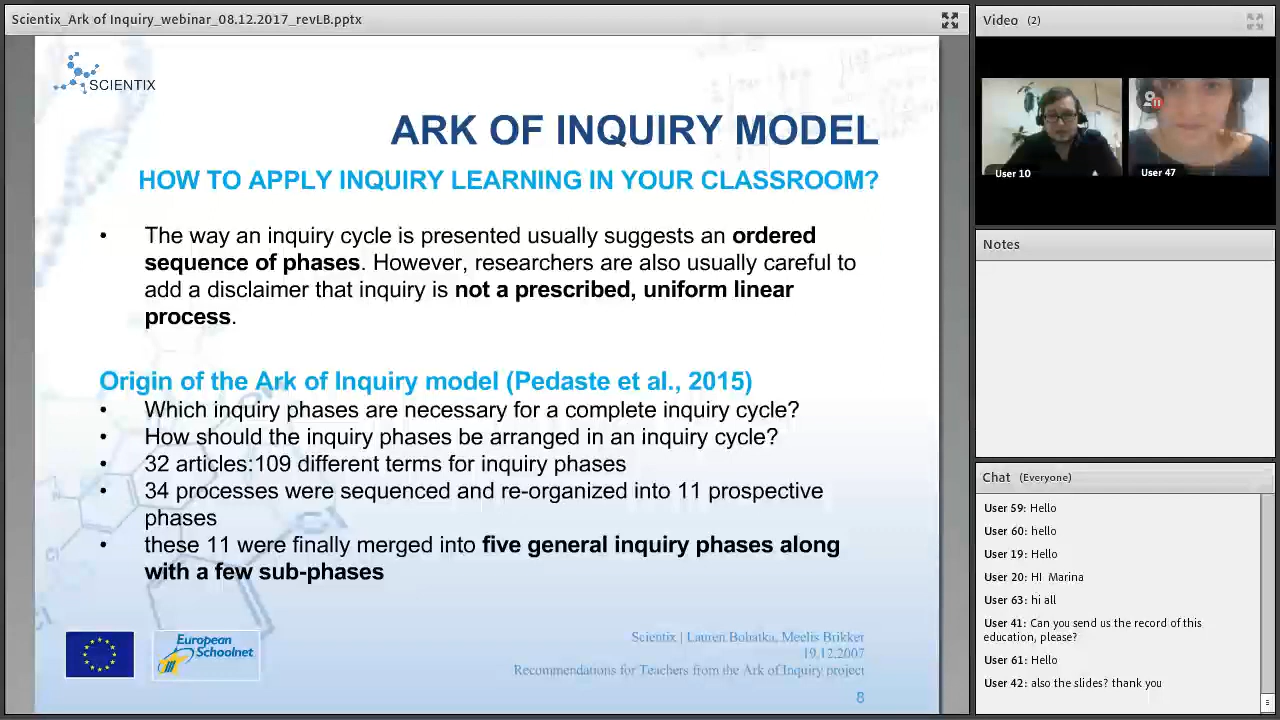 Scientix_Ark of Inquiry_webinar_08.12.2017_revLB.pptx
SCIENTIX
ARK OF INQUIRY MODEL
HOW TO APPLY INQUIRY LEARNING IN YOUR CLASSROOM?
• The way an inquiry cycle is presented usually suggests an ordered
sequence of phases. However, researchers are also usually careful to
add a disclaimer that inquiry is not a prescribed, uniform linear
process.
Origin of the Ark of Inquiry model (Pedaste et al., 2015)
• Which inquiry phases are necessary for a complete inquiry cycle?
• How should the inquiry phases be arranged in an inquiry cycle?
• 32 articles:109 different terms for inquiry phases
• 34 processes were sequenced and re-organized into 11 prospective
phases
• these 11 were finally merged into five general inquiry phases along
with a few sub-phases
European
Schoolnet
Scientix | Lauren Bohatka, Meelis Brikker
19.12.2007
Recommendations for Teachers from the Ark of Inquiry project
8
Video (2)
User 10
User 47
Notes
Chat (Everyone)
User 59: Hello
User 60: hello
User 19: Hello
User 20: HI Marina
User 63: hi all
User 41: Can you send us the record of this
education, please?
User 61: Hello
User 42: also the slides? thank you